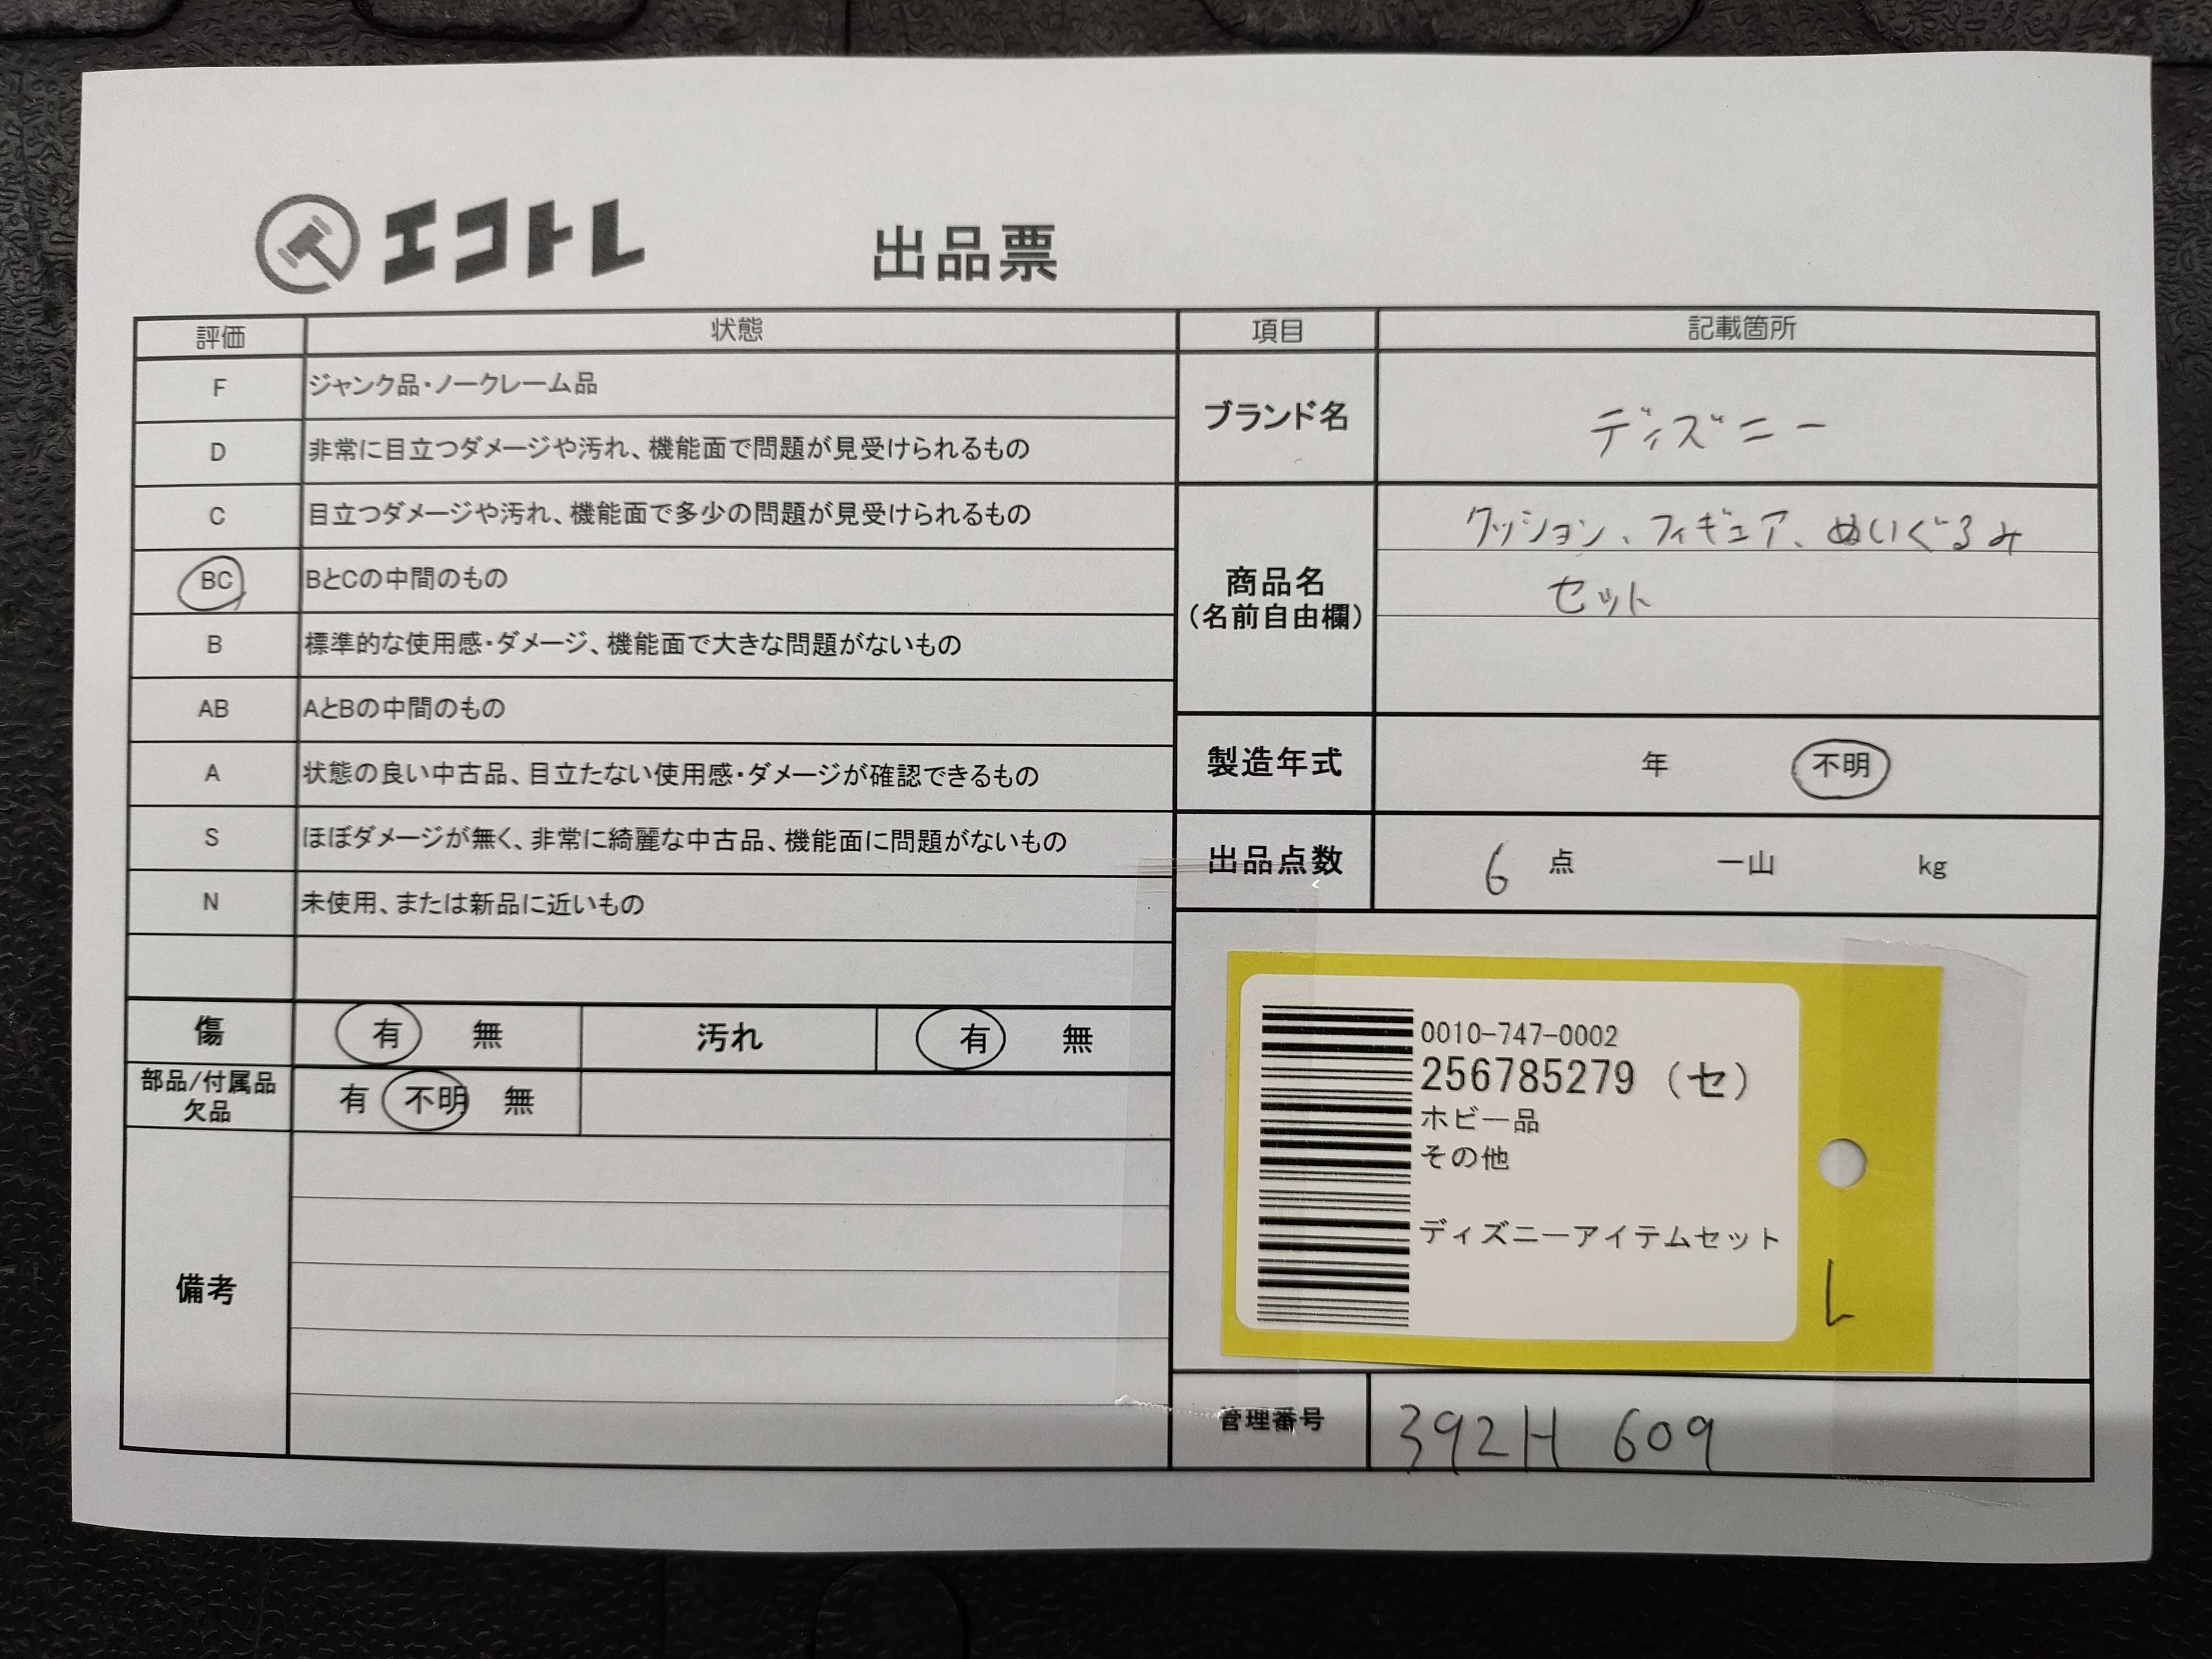 エコトレ
出品票
評価 状態
F ジャンク品・ノークレーム品
D 非常に目立つダメージや汚れ、機能面で問題が見受けられるもの
C 目立つダメージや汚れ、機能面で多少の問題が見受けられるもの
BC BとCの中間のもの
B 標準的な使用感・ダメージ、機能面で大きな問題がないもの
AB AとBの中間のもの
A 状態の良い中古品、目立たない使用感・ダメージが確認できるもの
S ほぼダメージが無く、非常に綺麗な中古品、機能面に問題がないもの
N 未使用、または新品に近いもの
傷 有 無 汚れ 有 無
部品/付属品
欠品
有 不明 無
備考
項目 記載箇所
ブランド名 ディズニー
商品名
(名前自由欄)
クッション、フィギュア、ぬいぐるみ
セット
製造年式 年 不明
出品点数 6 点 一山 kg
0010-747-0002
256785279 (セ)
ホビー品
その他
ディズニーアイテムセット
L
管理番号 392H 609